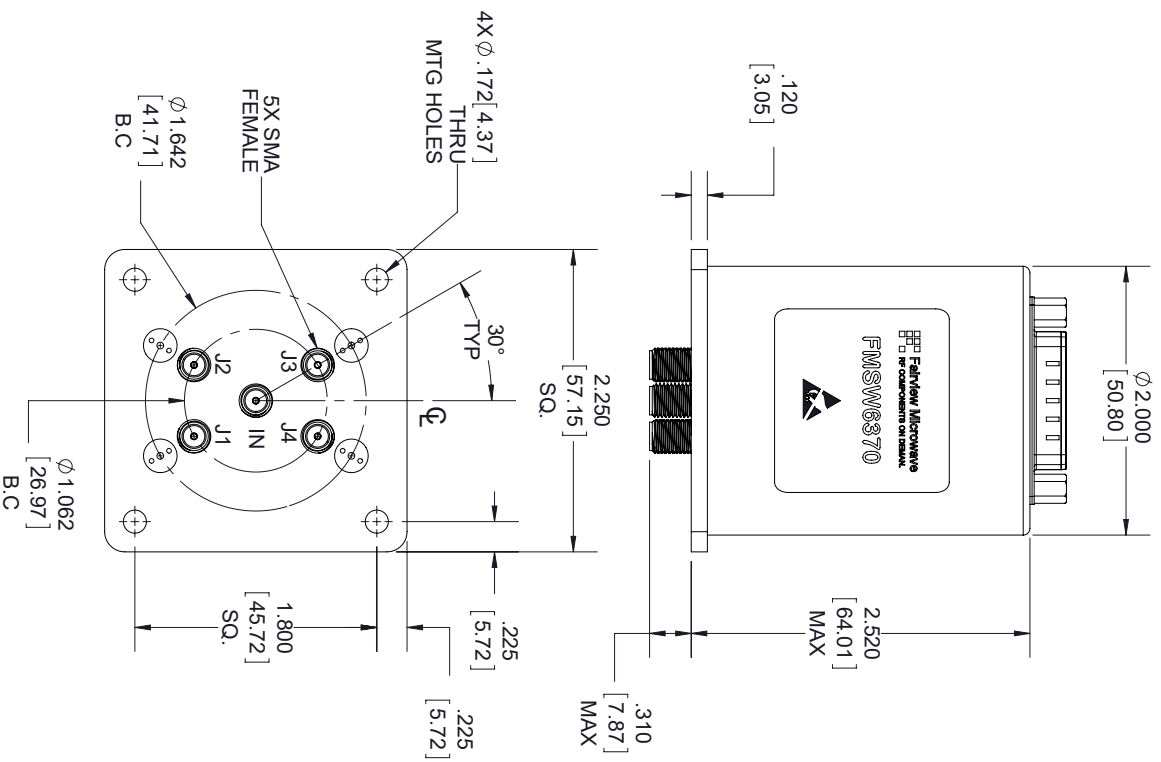 4X Ø .172[4.37]
THRU
MTG HOLES
5X SMA
FEMALE
Ø1.642
[41.71]
B.C
.120
[3.05]
30°
TYP
2.250
[57.15]
SQ.
℄
J3
J2
IN
J4
J1
Ø1.062
[26.97]
B.C
1.800
[45.72]
SQ.
.225
[5.72]
.225
[5.72]
Ø2.000
[50.80]
Fairview Microwave
RF COMPONENTS ON DEMAN.
FMSW6370
2.520
[64.01]
MAX
.310
[7.87]
MAX